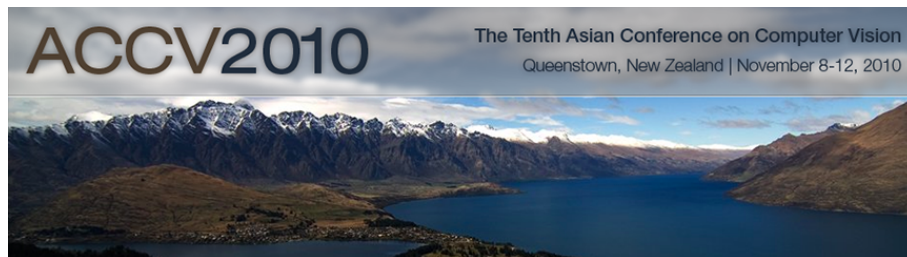 ACCV2010
The Tenth Asian Conference on Computer Vision
Queenstown, New Zealand | November 8-12, 2010